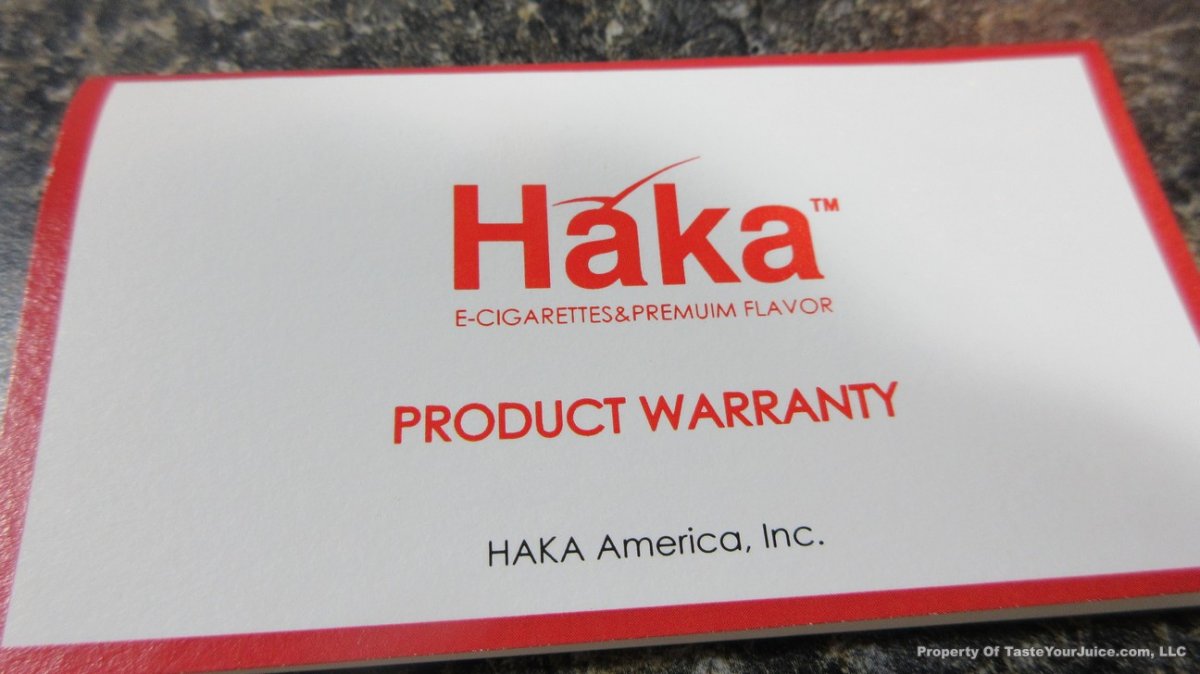 Haka™
E-CIGARETTES&PREMUIM FLAVOR
PRODUCT WARRANTY
HAKA America, Inc.
Property Of TasteYourJuice.com, LLC